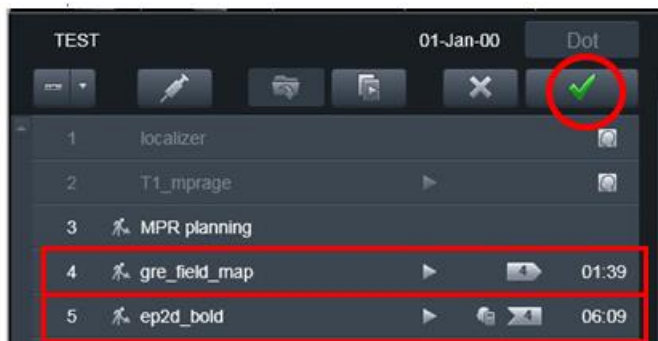 TEST 01-Jan-00 Dot
1 localizer
2 T1_mprage
3 MPR planning
4 gre_field_map 4 01:39
5 ep2d_bold 4 06:09